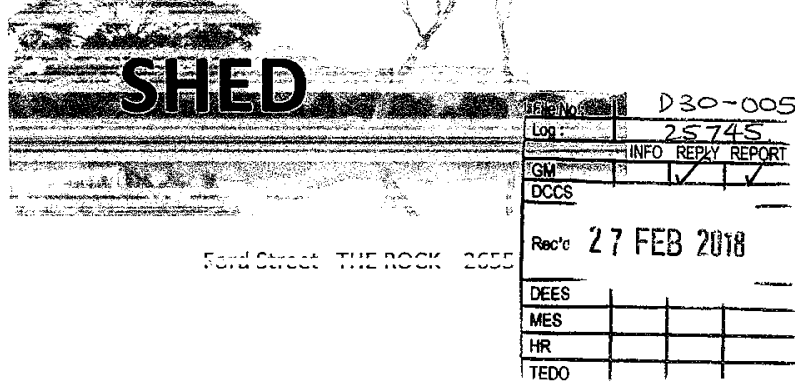 SHED
File No: D30-005
Log: 25745
INFO REPLY REPORT
GM ✓ ✓
DCCS
Rec'd 27 FEB 2018
Ford Street THE ROCK 2655
DEES
MES
HR
TEDO